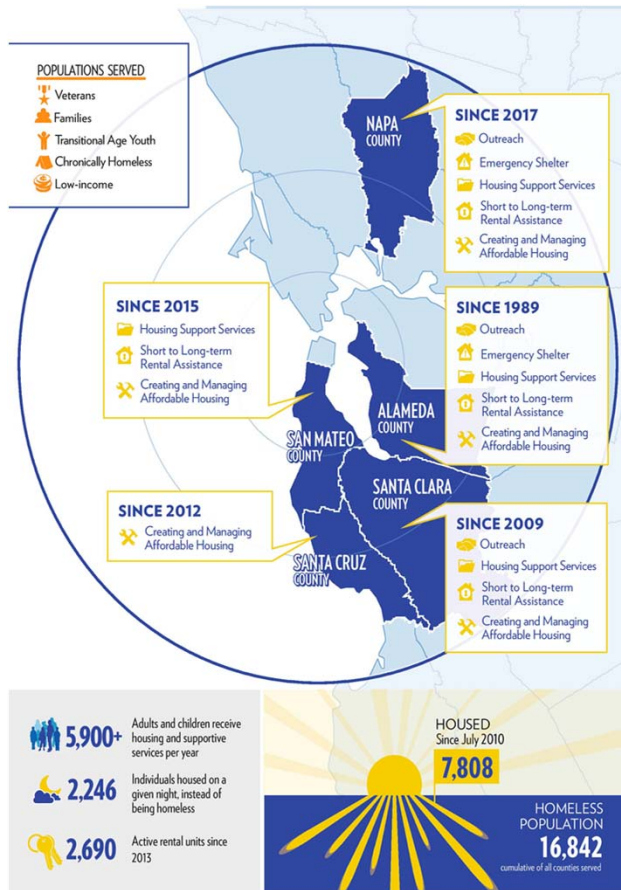 POPULATIONS SERVED
Veterans
Families
Transitional Age Youth
Chronically Homeless
Low-income
NAPA
COUNTY
SINCE 2017
Outreach
Emergency Shelter
Housing Support Services
Short to Long-term
Rental Assistance
Creating and Managing
Affordable Housing
SINCE 2015
Housing Support Services
Short to Long-term
Rental Assistance
Creating and Managing
Affordable Housing
SAN MATEO
COUNTY
SINCE 1989
Outreach
Emergency Shelter
Housing Support Services
Short to Long-term
Rental Assistance
Creating and Managing
Affordable Housing
ALAMEDA
COUNTY
SANTA CLARA
COUNTY
SINCE 2012
Creating and Managing
Affordable Housing
SANTA CRUZ
COUNTY
SINCE 2009
Outreach
Housing Support Services
Short to Long-term
Rental Assistance
Creating and Managing
Affordable Housing
5,900+
Adults and children receive
housing and supportive
services per year
2,246
Individuals housed on a
given night, instead of
being homeless
2,690
Active rental units since
2013
HOUSED
Since July 2010
7,808
HOMELESS
POPULATION
16,842
cumulative of all counties served